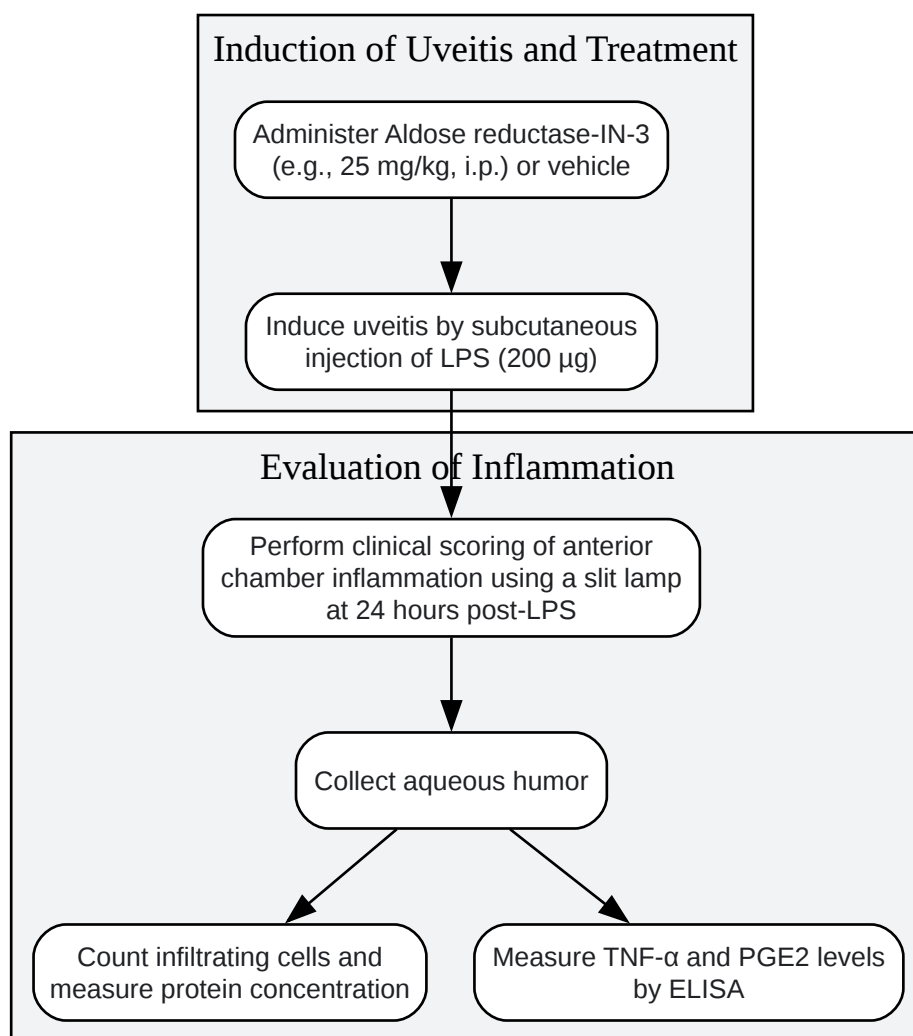 Induction of Uveitis and Treatment
Administer Aldose reductase-IN-3
(e.g., 25 mg/kg, i.p.) or vehicle
Induce uveitis by subcutaneous
injection of LPS (200 µg)
Evaluation of Inflammation
Perform clinical scoring of anterior
chamber inflammation using a slit lamp
at 24 hours post-LPS
Collect aqueous humor
Count infiltrating cells and
measure protein concentration
Measure TNF-α and PGE2 levels
by ELISA